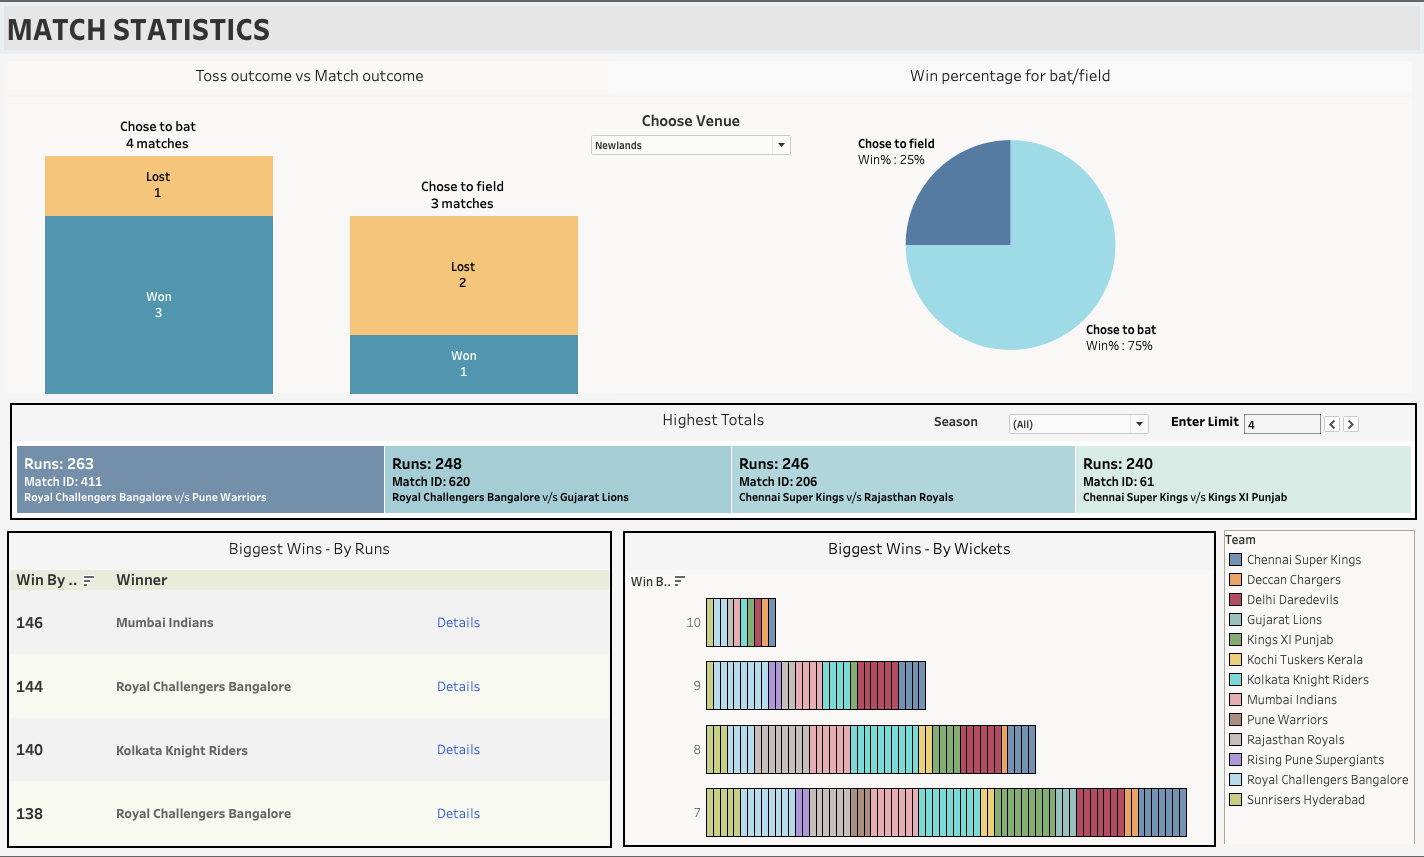 MATCH STATISTICS
Toss outcome vs Match outcome
Win percentage for bat/field
Chose to bat
4 matches
Lost
1
Won
3
Chose to field
3 matches
Lost
2
Won
1
Choose Venue
Newlands
Chose to field
Win% : 25%
Chose to bat
Win% : 75%
Highest Totals
Season
(All)
Enter Limit
4
Runs: 263
Match ID: 411
Royal Challengers Bangalore v/s Pune Warriors
Runs: 248
Match ID: 620
Royal Challengers Bangalore v/s Gujarat Lions
Runs: 246
Match ID: 206
Chennai Super Kings v/s Rajasthan Royals
Runs: 240
Match ID: 61
Chennai Super Kings v/s Kings XI Punjab
Biggest Wins - By Runs
Win By .. Winner
146 Mumbai Indians Details
144 Royal Challengers Bangalore Details
140 Kolkata Knight Riders Details
138 Royal Challengers Bangalore Details
Biggest Wins - By Wickets
Win B..
10
9
8
7
Team
Chennai Super Kings
Deccan Chargers
Delhi Daredevils
Gujarat Lions
Kings XI Punjab
Kochi Tuskers Kerala
Kolkata Knight Riders
Mumbai Indians
Pune Warriors
Rajasthan Royals
Rising Pune Supergiants
Royal Challengers Bangalore
Sunrisers Hyderabad